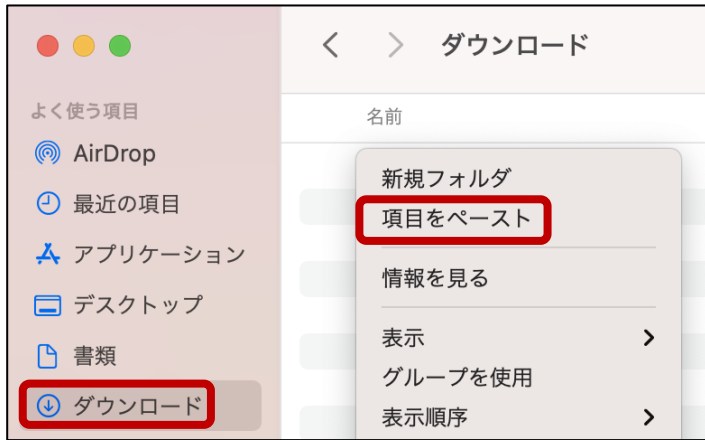 ダウンロード
よく使う項目
AirDrop
最近の項目
アプリケーション
デスクトップ
書類
ダウンロード
名前
新規フォルダ
項目をペースト
情報を見る
表示
グループを使用
表示順序